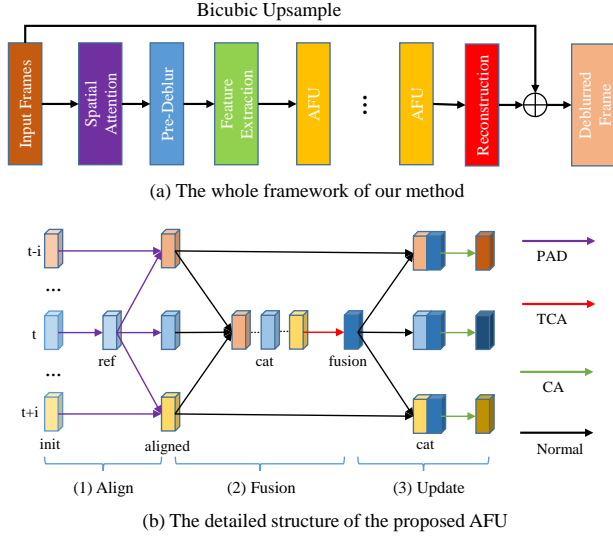 Bicubic Upsample
Input Frames
Spatial
Attention
Pre-Deblur
Feature
Extraction
AFU
...
AFU
Reconstruction
Deblurred
Frame
(a) The whole framework of our method
t-i
...
t
ref
...
t+i
init
aligned
cat
fusion
cat
PAD
TCA
CA
Normal
(1) Align
(2) Fusion
(3) Update
(b) The detailed structure of the proposed AFU